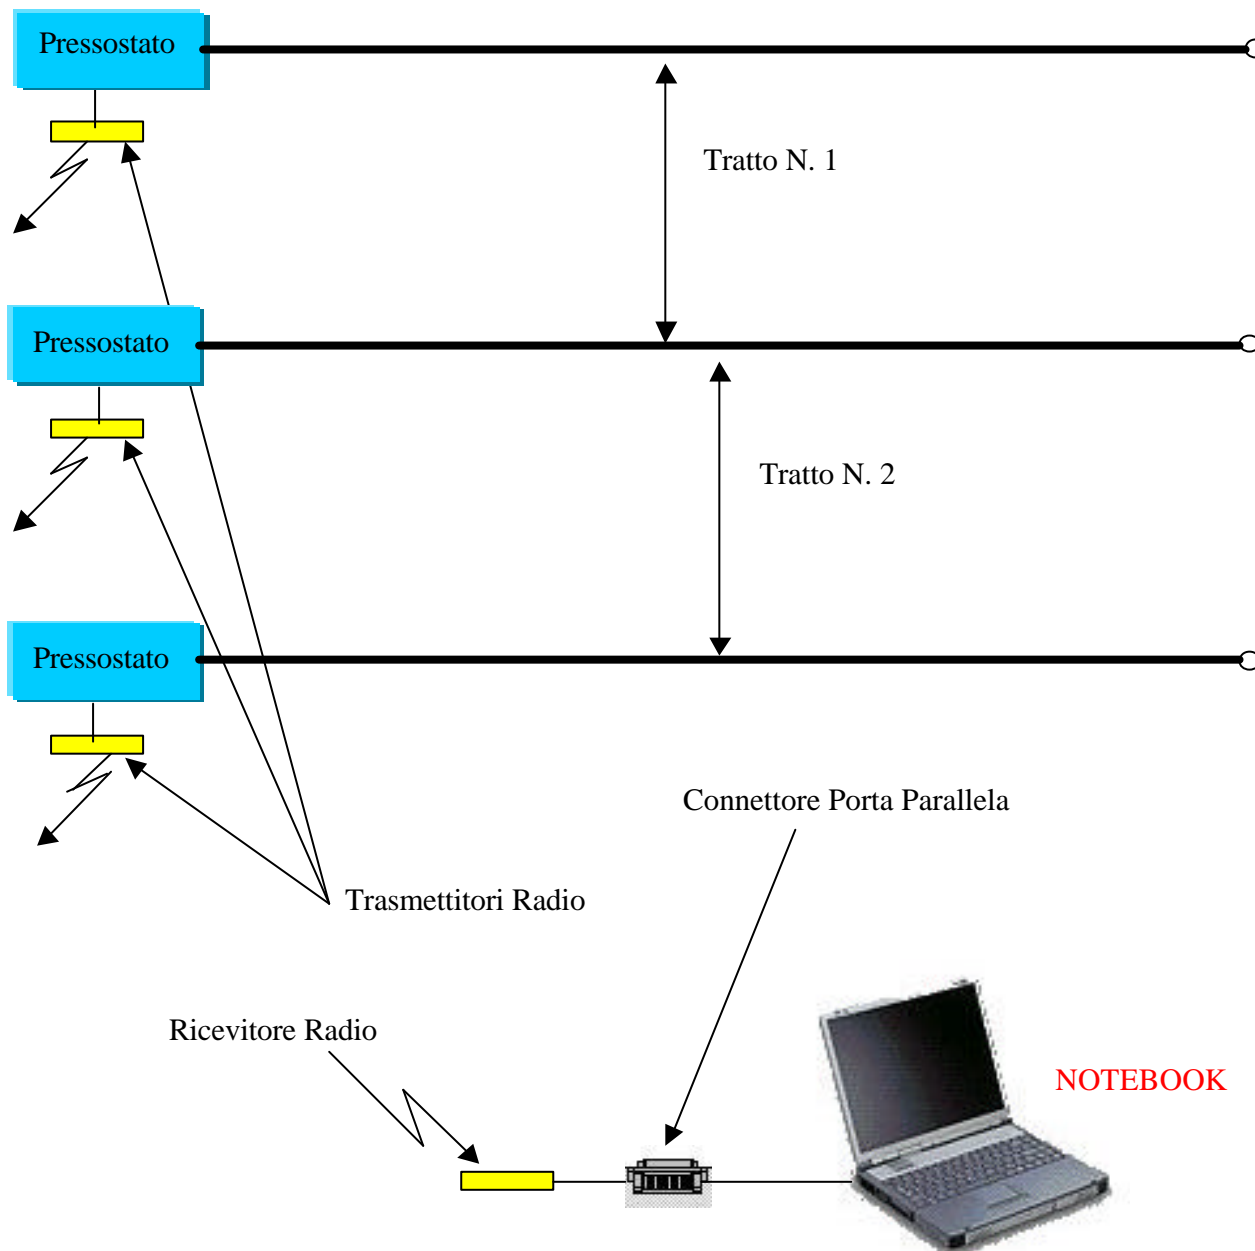 Pressostato
Tratto N. 1
Pressostato
Tratto N. 2
Pressostato
Connettore Porta Parallela
Trasmettitori Radio
Ricevitore Radio
NOTEBOOK